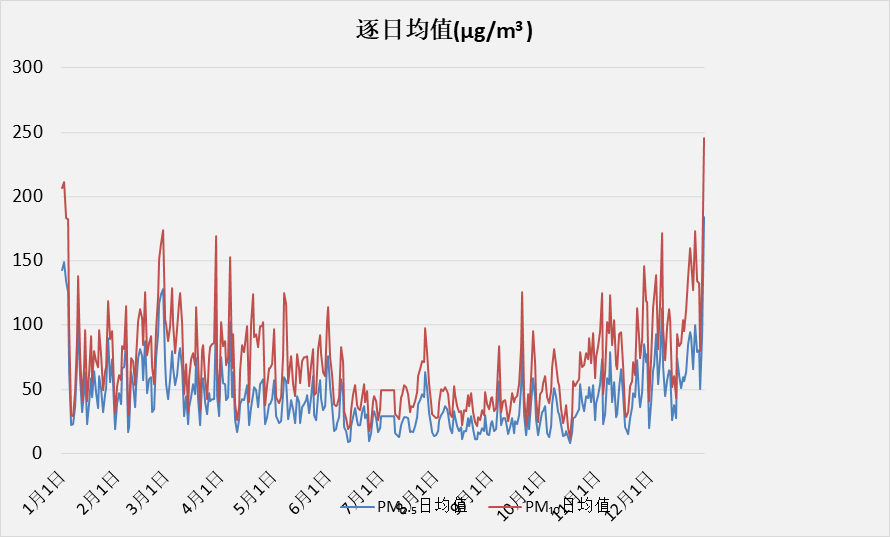 逐日均值(μg/m³)
300
250
200
150
100
50
0
1月1日
2月1日
3月1日
4月1日
5月1日
6月1日
7月1日
8月1日
9月1日
10月1日
11月1日
12月1日
PM₂.₅日均值
PM₁₀日均值